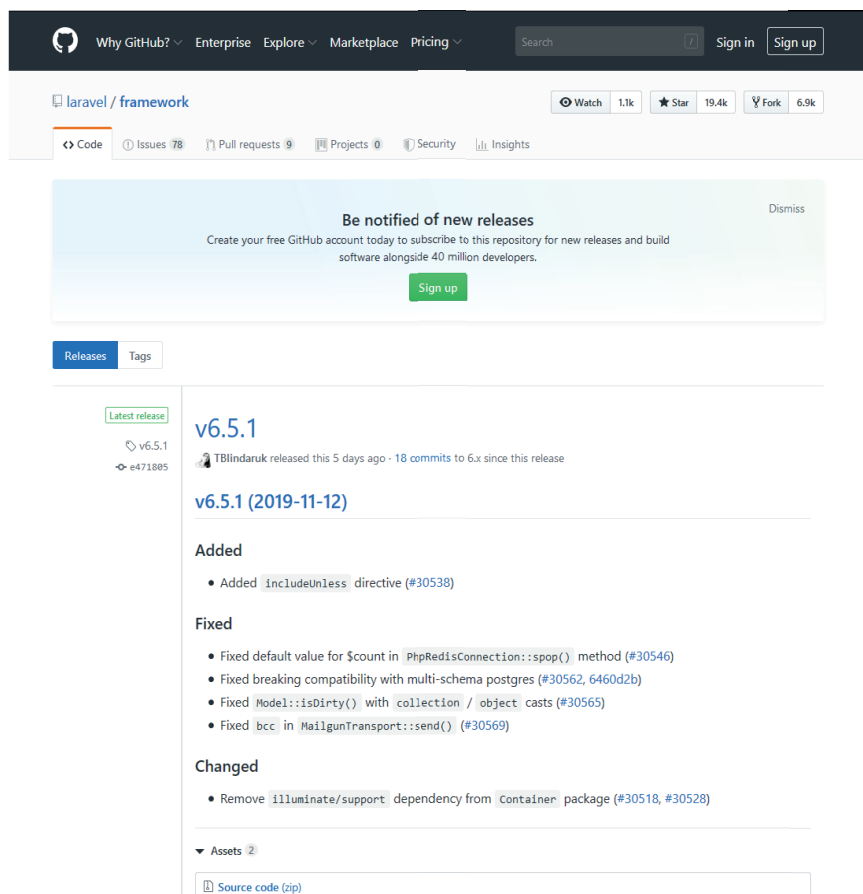 Why GitHub? Enterprise Explore Marketplace Pricing Search / Sign in Sign up
laravel / framework Watch 1.1k Star 19.4k Fork 6.9k
Code Issues 78 Pull requests 9 Projects 0 Security Insights
Dismiss
Be notified of new releases
Create your free GitHub account today to subscribe to this repository for new releases and build
software alongside 40 million developers.
Sign up
Releases Tags
Latest release
v6.5.1
e471805
v6.5.1
TBlindaruk released this 5 days ago · 18 commits to 6.x since this release
v6.5.1 (2019-11-12)
Added
• Added includeUnless directive (#30538)
Fixed
• Fixed default value for $count in PhpRedisConnection::spop() method (#30546)
• Fixed breaking compatibility with multi-schema postgres (#30562, 6460d2b)
• Fixed Model::isDirty() with collection / object casts (#30565)
• Fixed bcc in MailgunTransport::send() (#30569)
Changed
• Remove illuminate/support dependency from Container package (#30518, #30528)
Assets 2
Source code (zip)